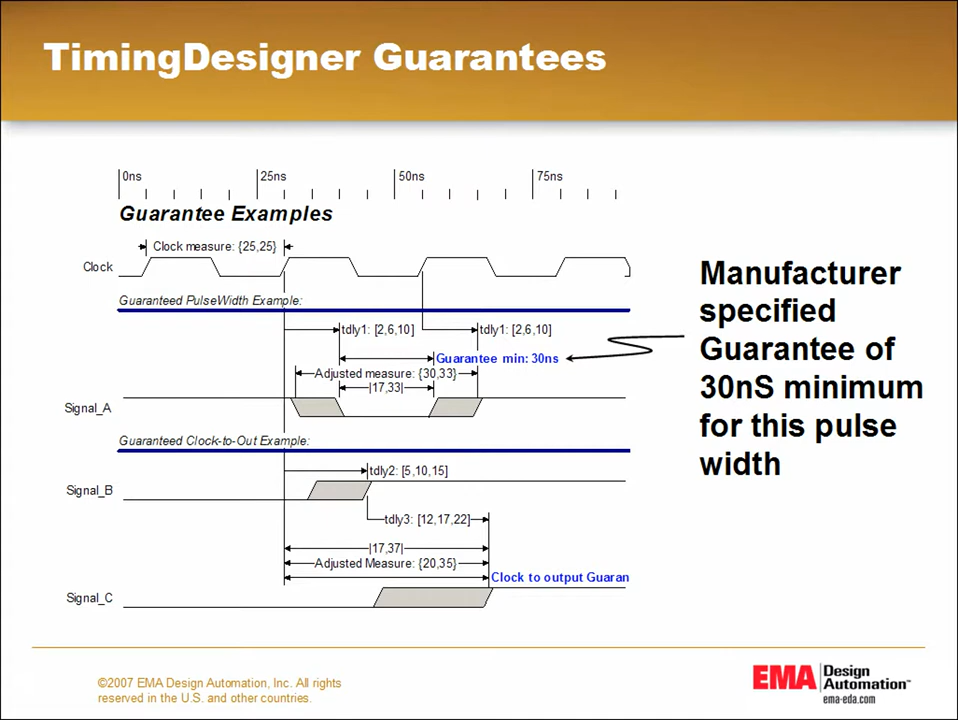 TimingDesigner Guarantees
0ns 25ns 50ns 75ns
Guarantee Examples
Clock measure: {25,25}
Clock
Guaranteed PulseWidth Example:
tdly1: [2,6,10] tdly1: [2,6,10]
Guarantee min: 30ns
Adjusted measure: {30,33}
|17,33|
Signal_A
Guaranteed Clock-to-Out Example:
tdly2: [5,10,15]
Signal_B
tdly3: [12,17,22]
|17,37|
Adjusted Measure: {20,35}
Clock to output Guaran
Signal_C
Manufacturer
specified
Guarantee of
30nS minimum
for this pulse
width
©2007 EMA Design Automation, Inc. All rights
reserved in the U.S. and other countries.
EMA Design
Automation™
ema-eda.com